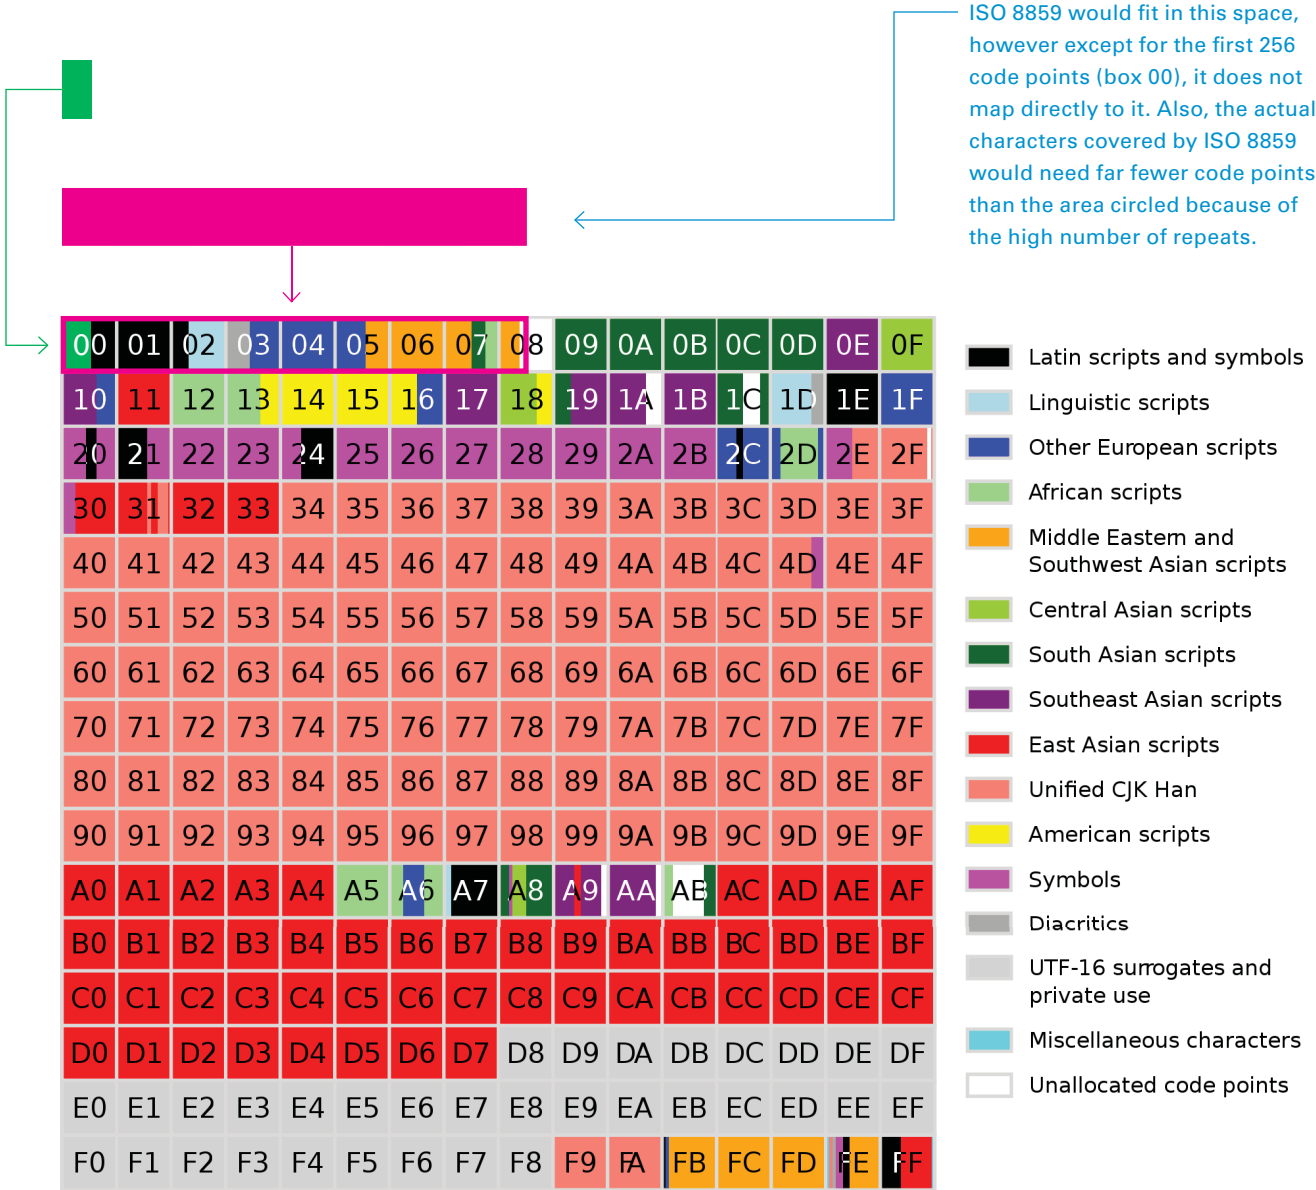 ISO 8859 would fit in this space,
however except for the first 256
code points (box 00), it does not
map directly to it. Also, the actual
characters covered by ISO 8859
would need far fewer code points
than the area circled because of
the high number of repeats.
00 01 02 03 04 05 06 07 08 09 0A 0B 0C 0D 0E 0F
10 11 12 13 14 15 16 17 18 19 1A 1B 1C 1D 1E 1F
20 21 22 23 24 25 26 27 28 29 2A 2B 2C 2D 2E 2F
30 31 32 33 34 35 36 37 38 39 3A 3B 3C 3D 3E 3F
40 41 42 43 44 45 46 47 48 49 4A 4B 4C 4D 4E 4F
50 51 52 53 54 55 56 57 58 59 5A 5B 5C 5D 5E 5F
60 61 62 63 64 65 66 67 68 69 6A 6B 6C 6D 6E 6F
70 71 72 73 74 75 76 77 78 79 7A 7B 7C 7D 7E 7F
80 81 82 83 84 85 86 87 88 89 8A 8B 8C 8D 8E 8F
90 91 92 93 94 95 96 97 98 99 9A 9B 9C 9D 9E 9F
A0 A1 A2 A3 A4 A5 A6 A7 A8 A9 AA AB AC AD AE AF
B0 B1 B2 B3 B4 B5 B6 B7 B8 B9 BA BB BC BD BE BF
C0 C1 C2 C3 C4 C5 C6 C7 C8 C9 CA CB CC CD CE CF
D0 D1 D2 D3 D4 D5 D6 D7 D8 D9 DA DB DC DD DE DF
E0 E1 E2 E3 E4 E5 E6 E7 E8 E9 EA EB EC ED EE EF
F0 F1 F2 F3 F4 F5 F6 F7 F8 F9 FA FB FC FD FE FF
Latin scripts and symbols
Linguistic scripts
Other European scripts
African scripts
Middle Eastern and
Southwest Asian scripts
Central Asian scripts
South Asian scripts
Southeast Asian scripts
East Asian scripts
Unified CJK Han
American scripts
Symbols
Diacritics
UTF-16 surrogates and
private use
Miscellaneous characters
Unallocated code points